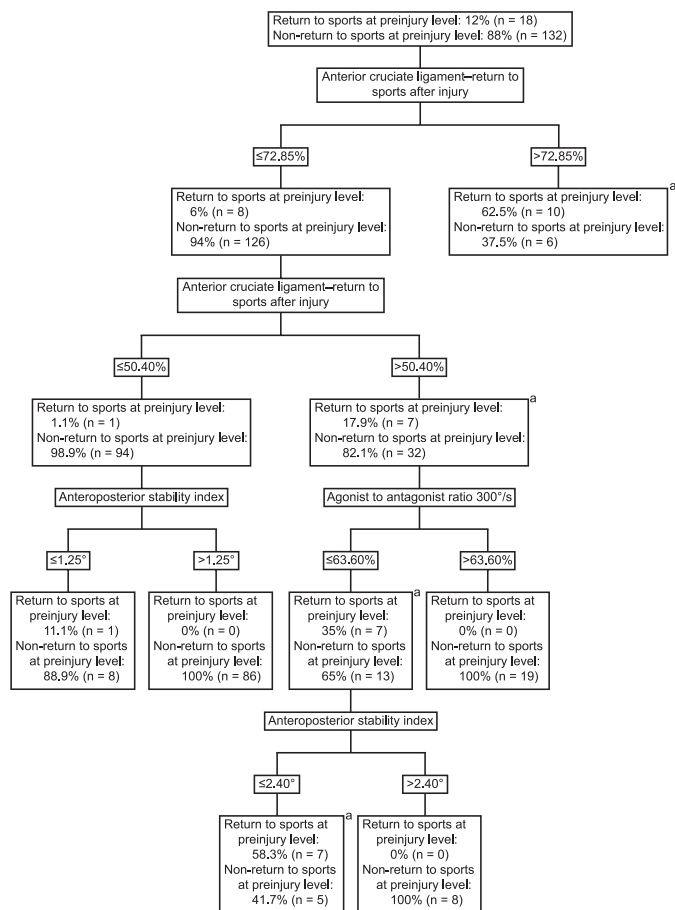 Return to sports at preinjury level: 12% (n = 18)
Non-return to sports at preinjury level: 88% (n = 132)
Anterior cruciate ligament–return to
sports after injury
≤72.85%
>72.85%
Return to sports at preinjury level:
6% (n = 8)
Non-return to sports at preinjury level:
94% (n = 126)
a
Return to sports at preinjury level:
62.5% (n = 10)
Non-return to sports at preinjury level:
37.5% (n = 6)
Anterior cruciate ligament–return to
sports after injury
≤50.40%
>50.40%
Return to sports at preinjury level:
1.1% (n = 1)
Non-return to sports at preinjury level:
98.9% (n = 94)
a
Return to sports at preinjury level:
17.9% (n = 7)
Non-return to sports at preinjury level:
82.1% (n = 32)
Anteroposterior stability index
Agonist to antagonist ratio 300°/s
≤1.25°
>1.25°
≤63.60%
>63.60%
Return to sports at
preinjury level:
11.1% (n = 1)
Non-return to sports
at preinjury level:
88.9% (n = 8)
Return to sports at
preinjury level:
0% (n = 0)
Non-return to sports
at preinjury level:
100% (n = 86)
a
Return to sports at
preinjury level:
35% (n = 7)
Non-return to sports
at preinjury level:
65% (n = 13)
Return to sports at
preinjury level:
0% (n = 0)
Non-return to sports
at preinjury level:
100% (n = 19)
Anteroposterior stability index
≤2.40°
>2.40°
a
Return to sports at
preinjury level:
58.3% (n = 7)
Non-return to sports
at preinjury level:
41.7% (n = 5)
Return to sports at
preinjury level:
0% (n = 0)
Non-return to sports
at preinjury level:
100% (n = 8)